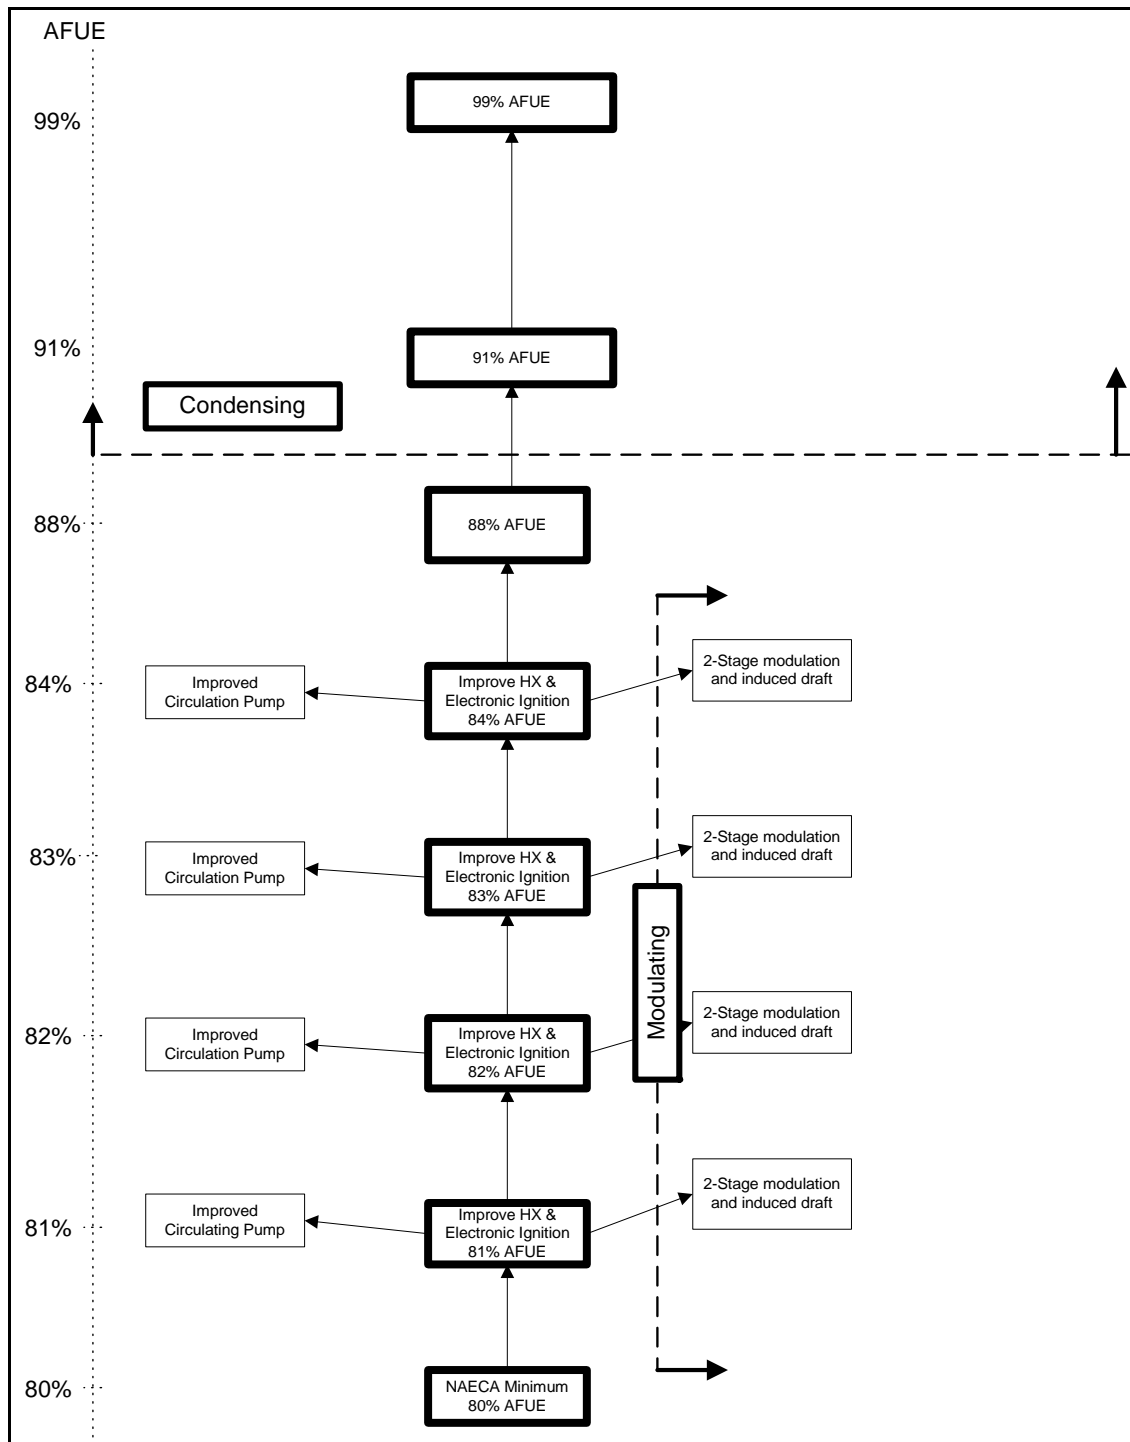 AFUE
99% AFUE
99%
91%
91% AFUE
Condensing
88%
88% AFUE
84%
Improved
Circulation Pump
Improve HX &
Electronic Ignition
84% AFUE
2-Stage modulation
and induced draft
83%
Improved
Circulation Pump
Improve HX &
Electronic Ignition
83% AFUE
2-Stage modulation
and induced draft
Modulating
82%
Improved
Circulation Pump
Improve HX &
Electronic Ignition
82% AFUE
2-Stage modulation
and induced draft
81%
Improved
Circulating Pump
Improve HX &
Electronic Ignition
81% AFUE
2-Stage modulation
and induced draft
80%
NAECA Minimum
80% AFUE